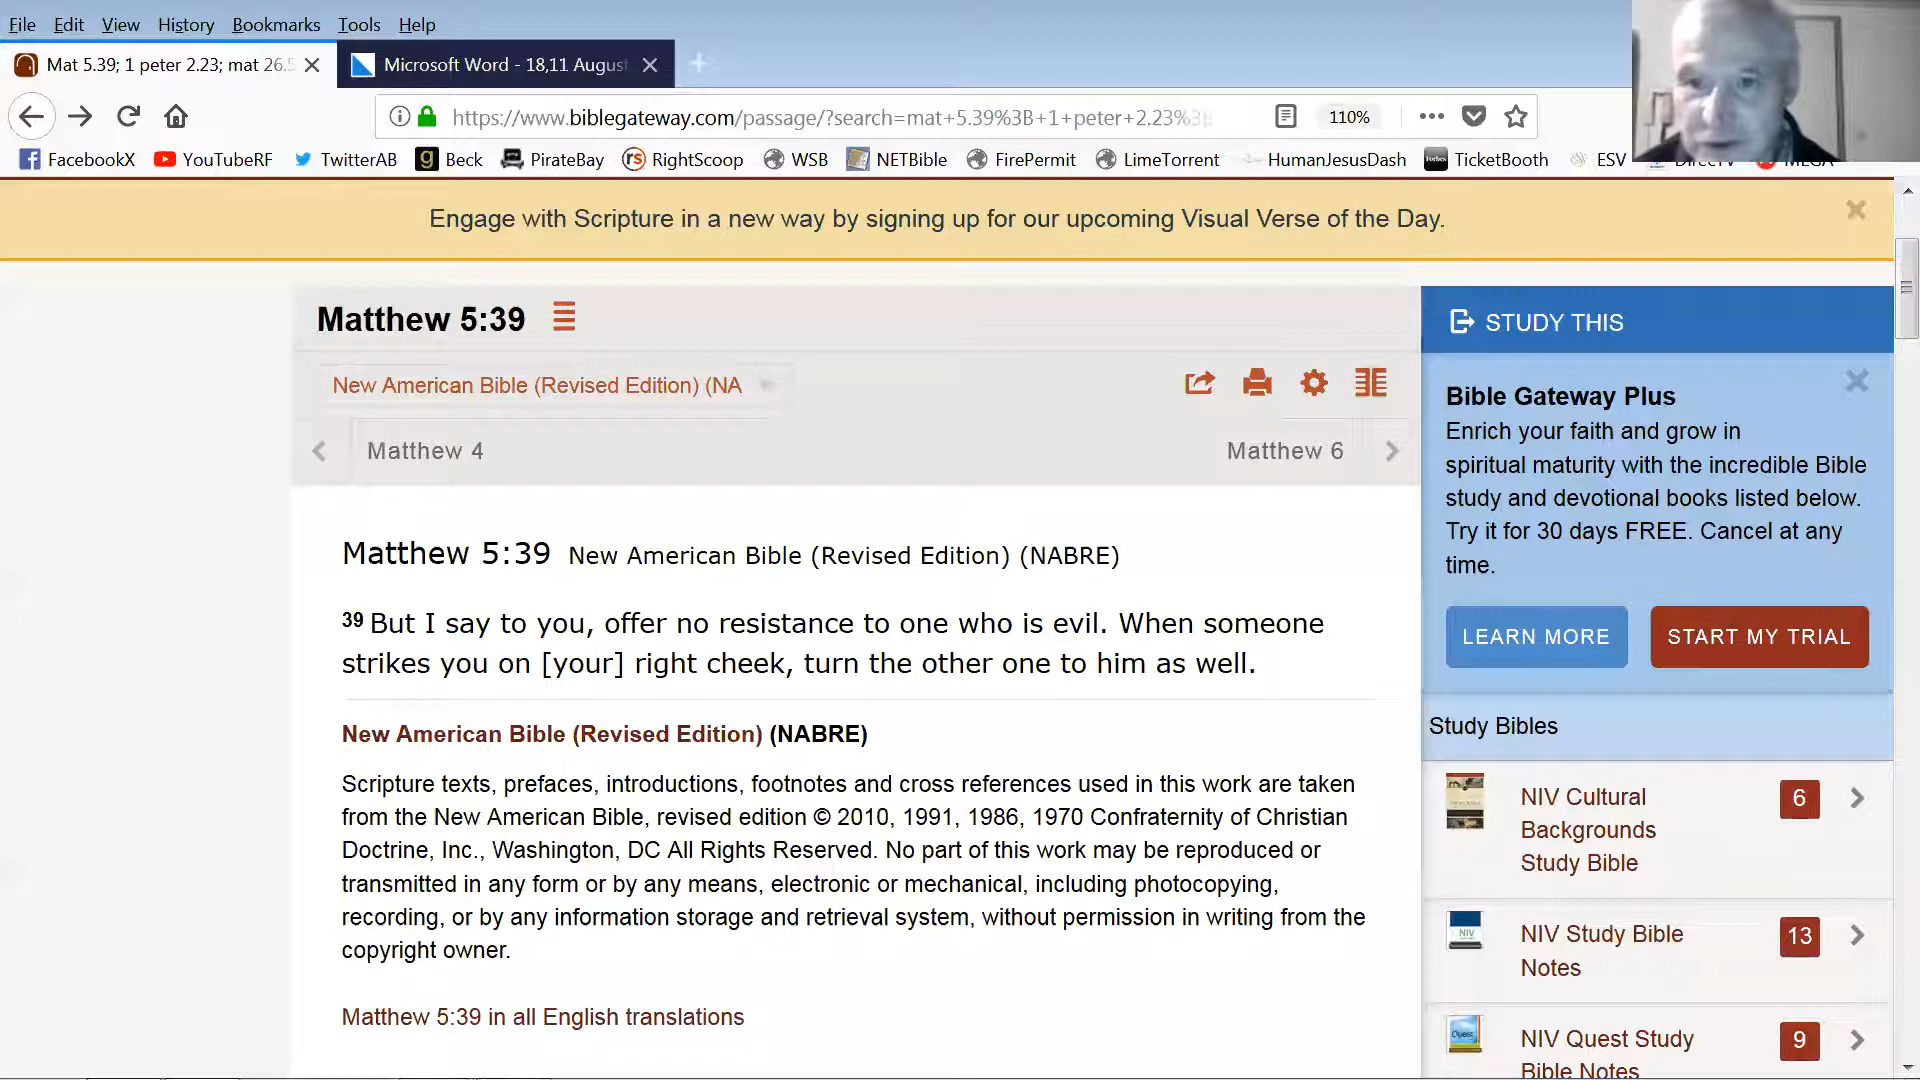 File Edit View History Bookmarks Tools Help
Mat 5.39; 1 peter 2.23; mat 26.5
Microsoft Word - 18,11 Augus
https://www.biblegateway.com/passage/?search=mat+5.39%3B+1+peter+2.23%3
110%
FacebookX YouTubeRF TwitterAB Beck PirateBay RightScoop WSB NETBible FirePermit LimeTorrent HumanJesusDash TicketBooth ESV DirecTV MEGA
Engage with Scripture in a new way by signing up for our upcoming Visual Verse of the Day.
Matthew 5:39
New American Bible (Revised Edition) (NA
Matthew 4
Matthew 6
Matthew 5:39 New American Bible (Revised Edition) (NABRE)
39 But I say to you, offer no resistance to one who is evil. When someone
strikes you on [your] right cheek, turn the other one to him as well.
New American Bible (Revised Edition) (NABRE)
Scripture texts, prefaces, introductions, footnotes and cross references used in this work are taken
from the New American Bible, revised edition © 2010, 1991, 1986, 1970 Confraternity of Christian
Doctrine, Inc., Washington, DC All Rights Reserved. No part of this work may be reproduced or
transmitted in any form or by any means, electronic or mechanical, including photocopying,
recording, or by any information storage and retrieval system, without permission in writing from the
copyright owner.
Matthew 5:39 in all English translations
STUDY THIS
Bible Gateway Plus
Enrich your faith and grow in
spiritual maturity with the incredible Bible
study and devotional books listed below.
Try it for 30 days FREE. Cancel at any
time.
LEARN MORE
START MY TRIAL
Study Bibles
NIV Cultural
Backgrounds
Study Bible
6
NIV Study Bible
Notes
13
NIV Quest Study
Bible Notes
9